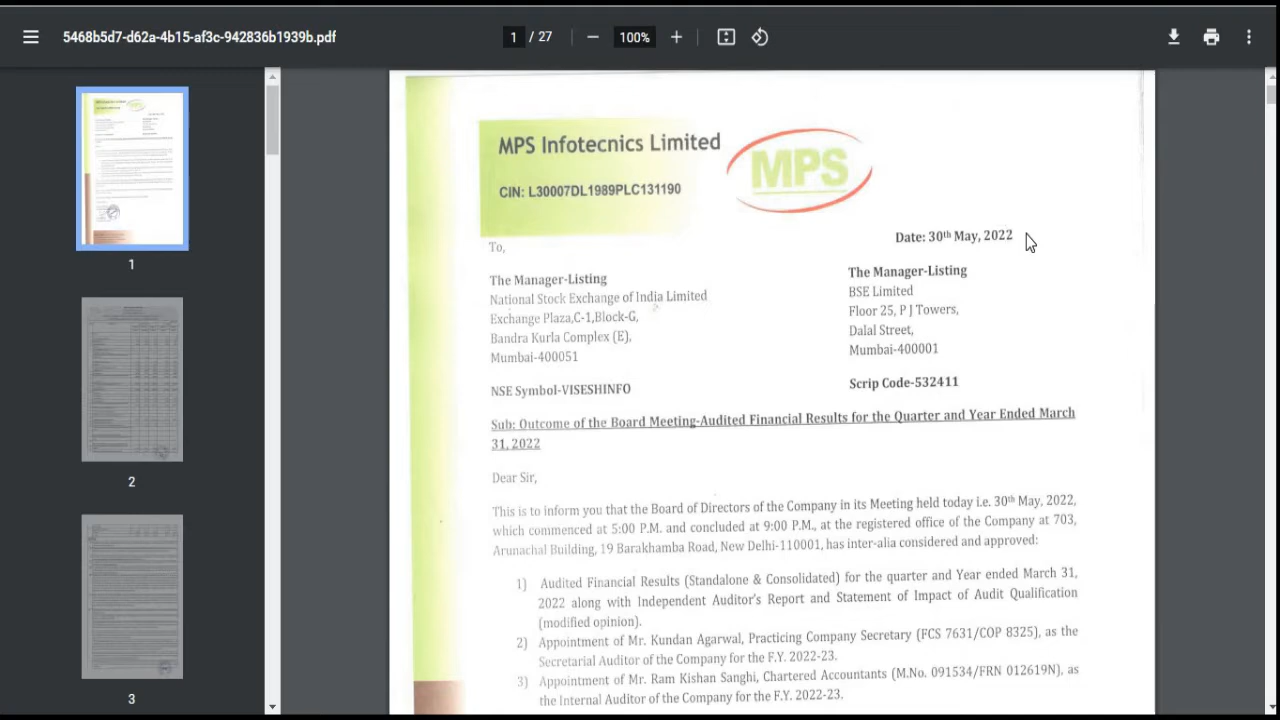 5468b5d7-d62a-4b15-af3c-942836b1939b.pdf
1 / 27
100%
MPS Infotecnics Limited
MPS
CIN: L30007DL1989PLC131190
Date: 30th May, 2022
To,
The Manager-Listing
National Stock Exchange of India Limited
Exchange Plaza,C-1,Block-G,
Bandra Kurla Complex (E),
Mumbai-400051
NSE Symbol-VISESHINFO
The Manager-Listing
BSE Limited
Floor 25, P J Towers,
Dalal Street,
Mumbai-400001
Scrip Code-532411
Sub: Outcome of the Board Meeting-Audited Financial Results for the Quarter and Year Ended March
31, 2022
Dear Sir,
This is to inform you that the Board of Directors of the Company in its Meeting held today i.e. 30th May, 2022,
which commenced at 5:00 P.M. and concluded at 9:00 P.M., at the registered office of the Company at 703,
Arunachal Building, 19 Barakhamba Road, New Delhi-110001, has inter-alia considered and approved:
1) Audited Financial Results (Standalone & Consolidated) for the quarter and Year ended March 31,
2022 along with Independent Auditor's Report and Statement of Impact of Audit Qualification
(modified opinion).
2) Appointment of Mr. Kundan Agarwal, Practicing Company Secretary (FCS 7631/COP 8325), as the
Secretarial Auditor of the Company for the F.Y. 2022-23.
3) Appointment of Mr. Ram Kishan Sanghi, Chartered Accountants (M.No. 091534/FRN 012619N), as
the Internal Auditor of the Company for the F.Y. 2022-23.
1
2
3